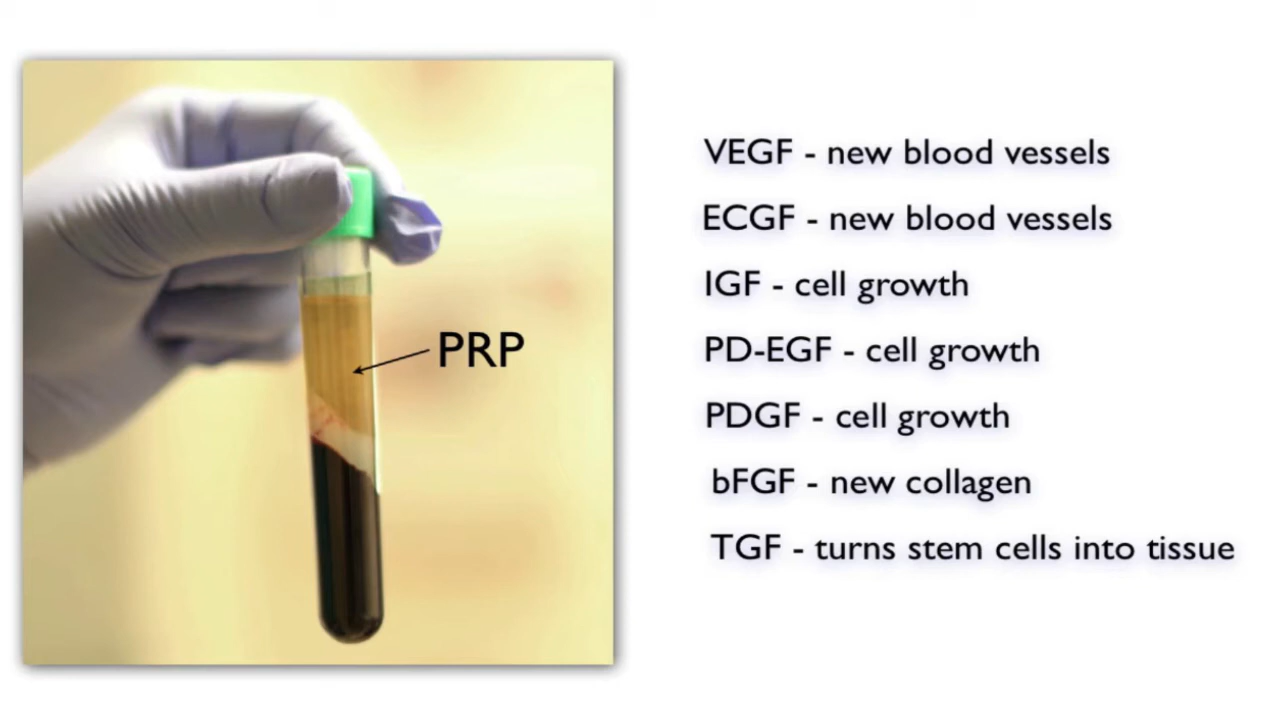 PRP
VEGF - new blood vessels
ECGF - new blood vessels
IGF - cell growth
PD-EGF - cell growth
PDGF - cell growth
bFGF - new collagen
TGF - turns stem cells into tissue